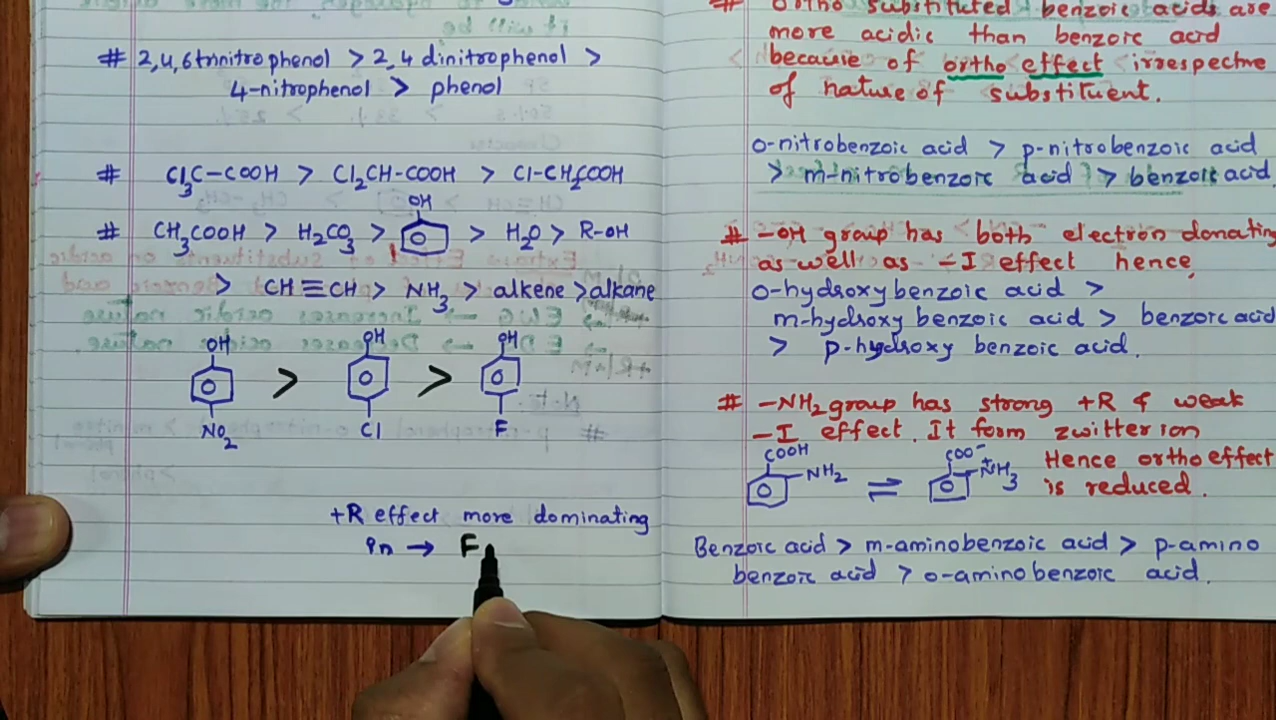 # 2,4,6 trinitrophenol > 2,4 dinitrophenol >
4-nitrophenol > phenol
# Cl₃C-COOH > Cl₂CH-COOH > Cl-CH₂COOH
OH
# CH₃COOH > H₂CO₃ > > H₂O > R-OH
> CH≡CH > NH₃ > alkene > alkane
OH OH OH
> >
NO₂ Cl F
+R effect more dominating
in → F
# Ortho substituted benzoic acids are
more acidic than benzoic acid
because of ortho effect irrespective
of nature of substituent.
o-nitrobenzoic acid > p-nitrobenzoic acid
> m-nitrobenzoic acid > benzoic acid
# -OH group has both electron donating
as well as -I effect hence,
o-hydroxy benzoic acid >
m-hydroxy benzoic acid > benzoic acid
> p-hydroxy benzoic acid.
# -NH₂ group has strong +R & weak
-I effect. It form zwitter ion
COOH NH₂ ⇌ COO⁻ N⁺H₃ Hence ortho effect
is reduced.
Benzoic acid > m-aminobenzoic acid > p-amino
benzoic acid > o-aminobenzoic acid.